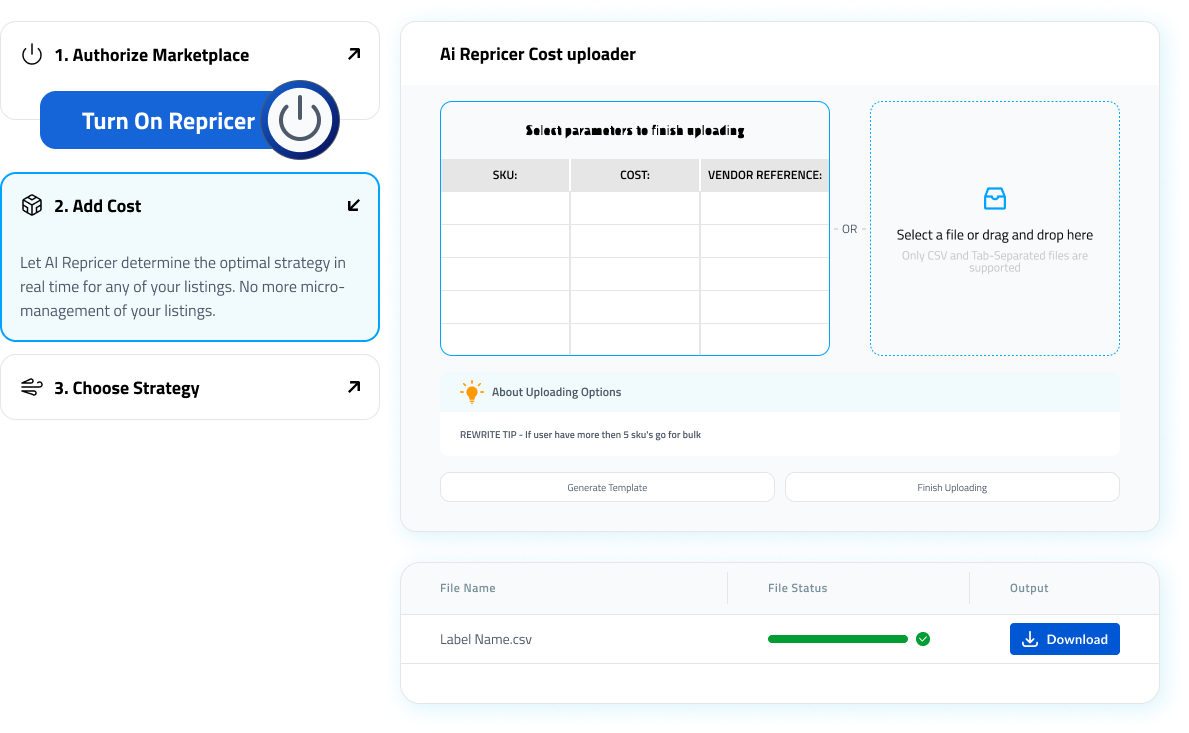 1. Authorize Marketplace
Turn On Repricer
2. Add Cost
Let AI Repricer determine the optimal strategy in
real time for any of your listings. No more micro-
management of your listings.
3. Choose Strategy
Ai Repricer Cost uploader
Select parameters to finish uploading
SKU:
COST:
VENDOR REFERENCE:
- OR -
Select a file or drag and drop here
Only CSV and Tab-Separated files are
supported
About Uploading Options
REWRITE TIP - If user have more then 5 sku's go for bulk
Generate Template
Finish Uploading
File Name
File Status
Output
Label Name.csv
Download